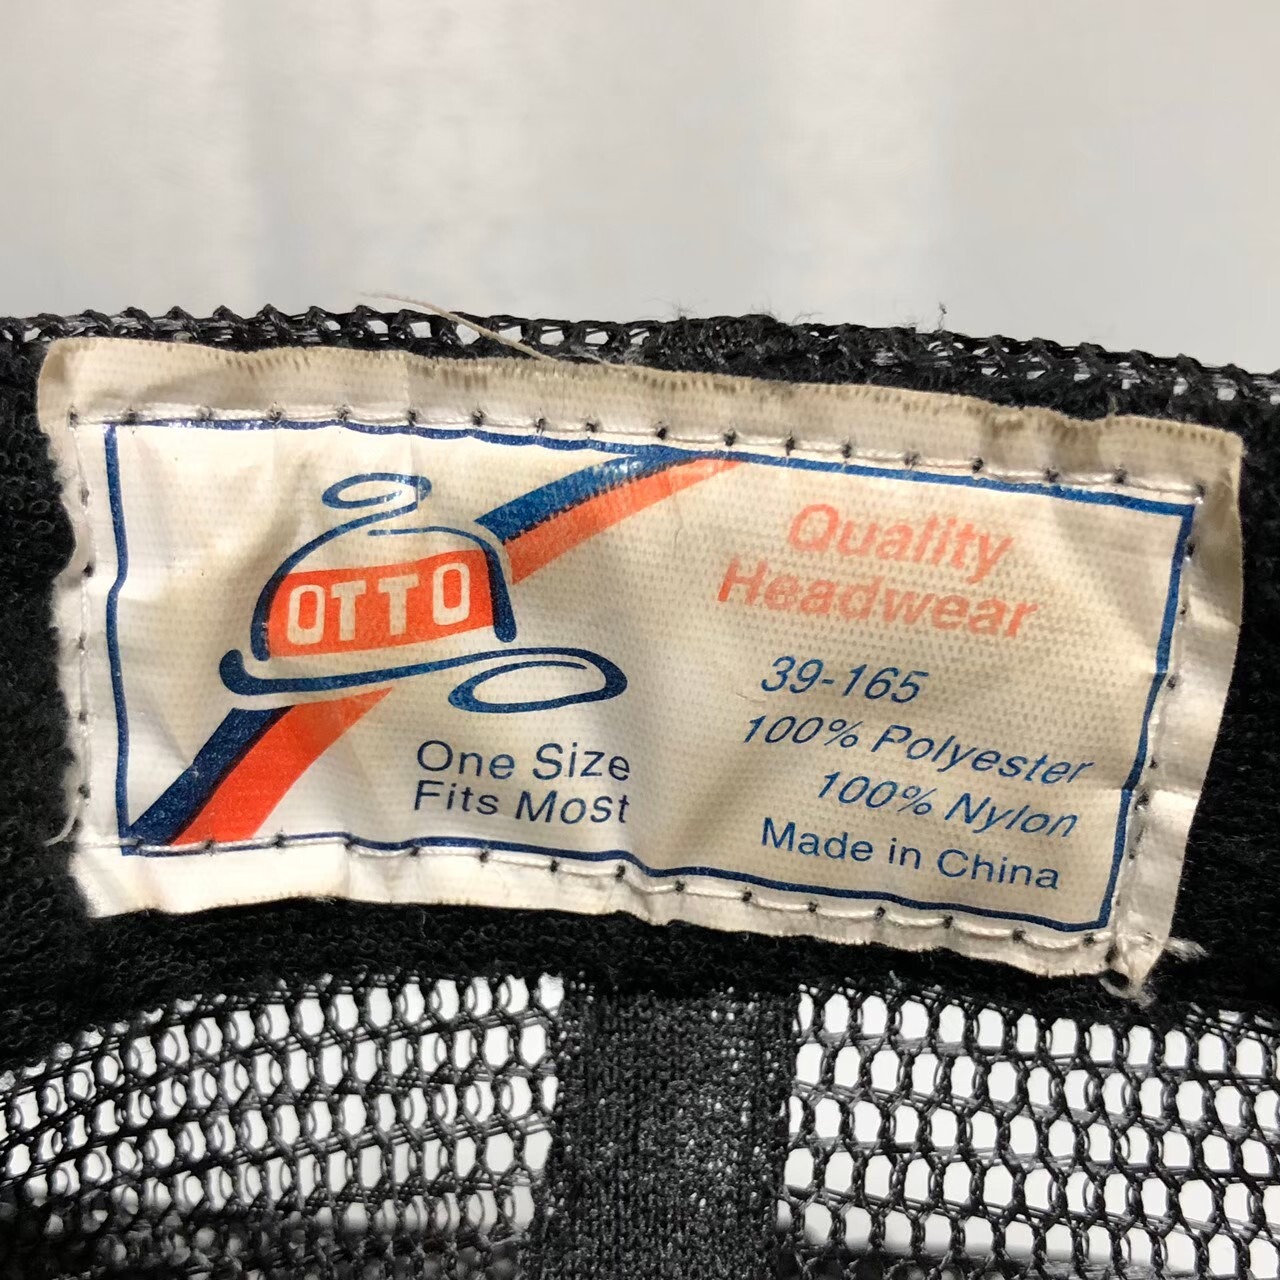 OTTO
One Size
Fits Most
Quality
Headwear
39-165
100% Polyester
100% Nylon
Made in China